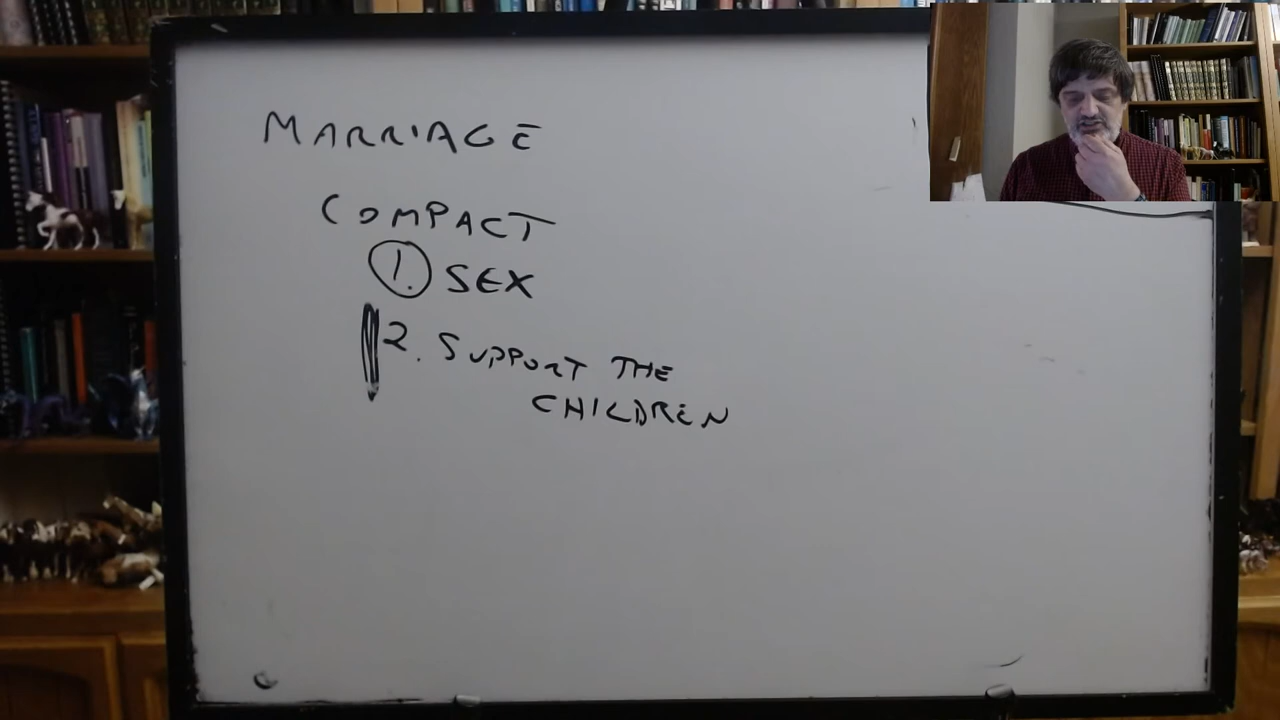 MARRIAGE
COMPACT
1. SEX
2. SUPPORT THE
CHILDREN